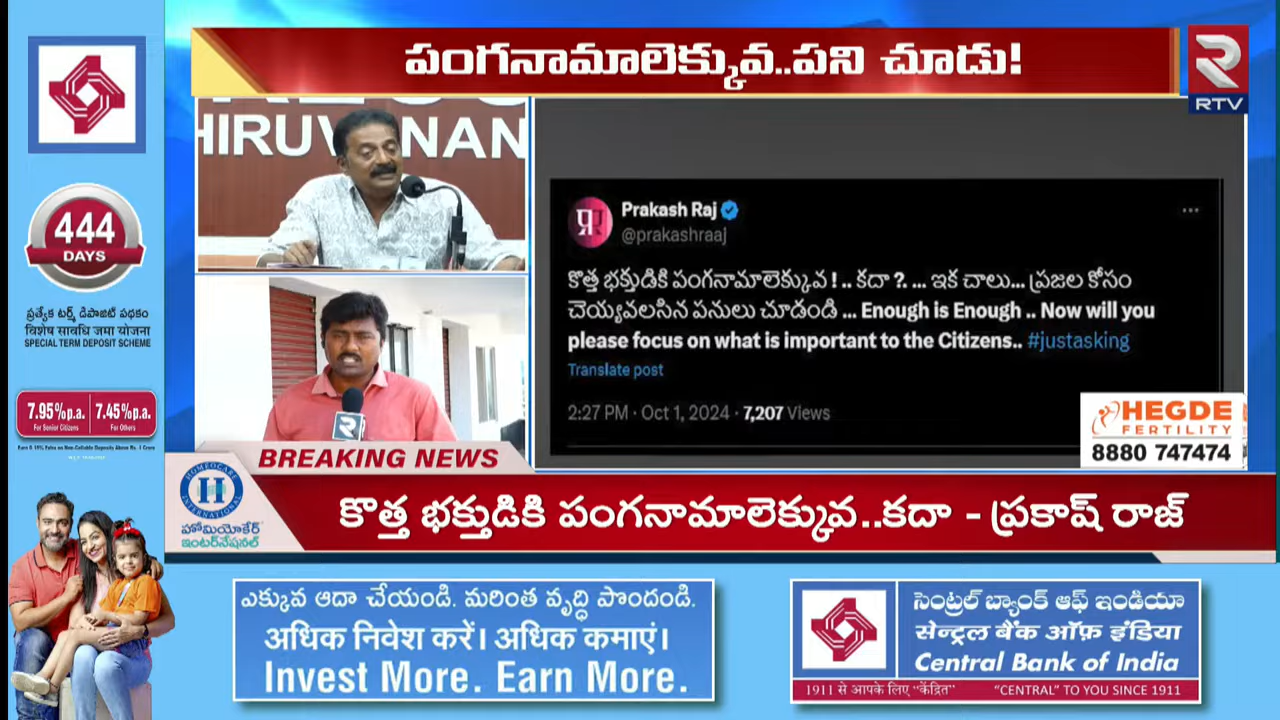 పంగనామాలెక్కువ..పని చూడు!
RTV
HIRUV NAN
444
DAYS
ప్రత్యేక టర్మ్ డిపాజిట్ పథకం
विशेष सावधि जमा योजना
SPECIAL TERM DEPOSIT SCHEME
7.95%p.a.
For Senior Citizens
7.45%p.a.
For Others
Prakash Raj
@prakashraaj
కొత్త భక్తుడికి పంగనామాలెక్కువ ! .. కదా ?. ... ఇక చాలు... ప్రజల కోసం
చెయ్యవలసిన పనులు చూడండి ... Enough is Enough .. Now will you
please focus on what is important to the Citizens.. #justasking
Translate post
2:27 PM · Oct 1, 2024 · 7,207 Views
HEGDE
FERTILITY
8880 747474
BREAKING NEWS
HOMEOCARE
INTERNATIONAL
హోమియోకేర్
ఇంటర్‌నేషనల్
కొత్త భక్తుడికి పంగనామాలెక్కువ..కదా - ప్రకాష్ రాజ్
ఎక్కువ ఆదా చేయండి. మరింత వృద్ధి పొందండి.
अधिक निवेश करें। अधिक कमाएं।
Invest More. Earn More.
సెంట్రల్ బ్యాంక్ ఆఫ్ ఇండియా
सेन्ट्रल बैंक ऑफ़ इंडिया
Central Bank of India
1911 से आपके लिए "केंद्रित"
"CENTRAL" TO YOU SINCE 1911